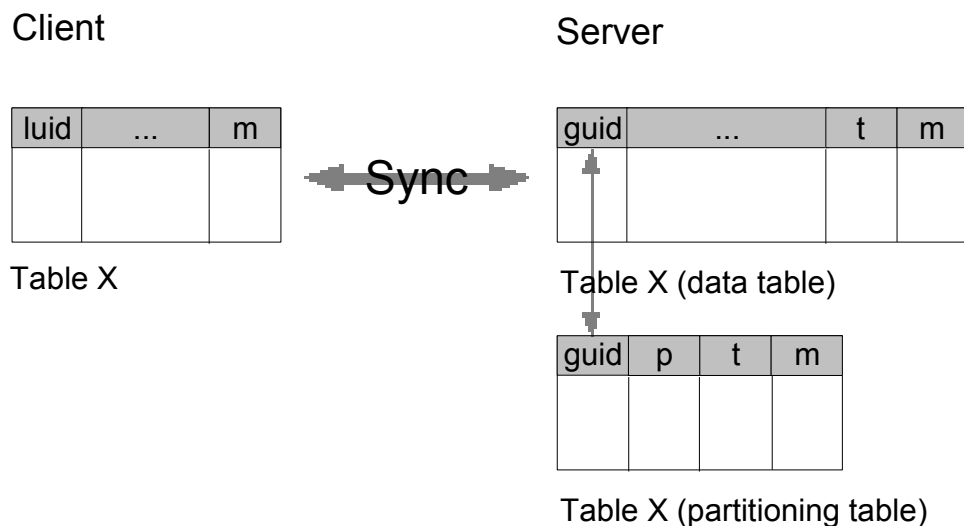 Client
Server
luid ... m
guid ... t m
Sync
Table X
Table X (data table)
guid p t m
Table X (partitioning table)